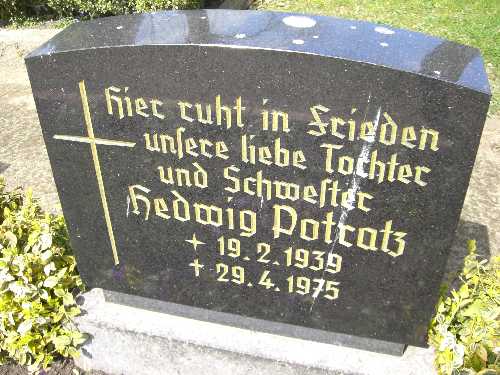 Hier ruht in Frieden
unsere liebe Tochter
und Schwester
Hedwig Potratz
+ 19.2.1939
+ 29.4.1975